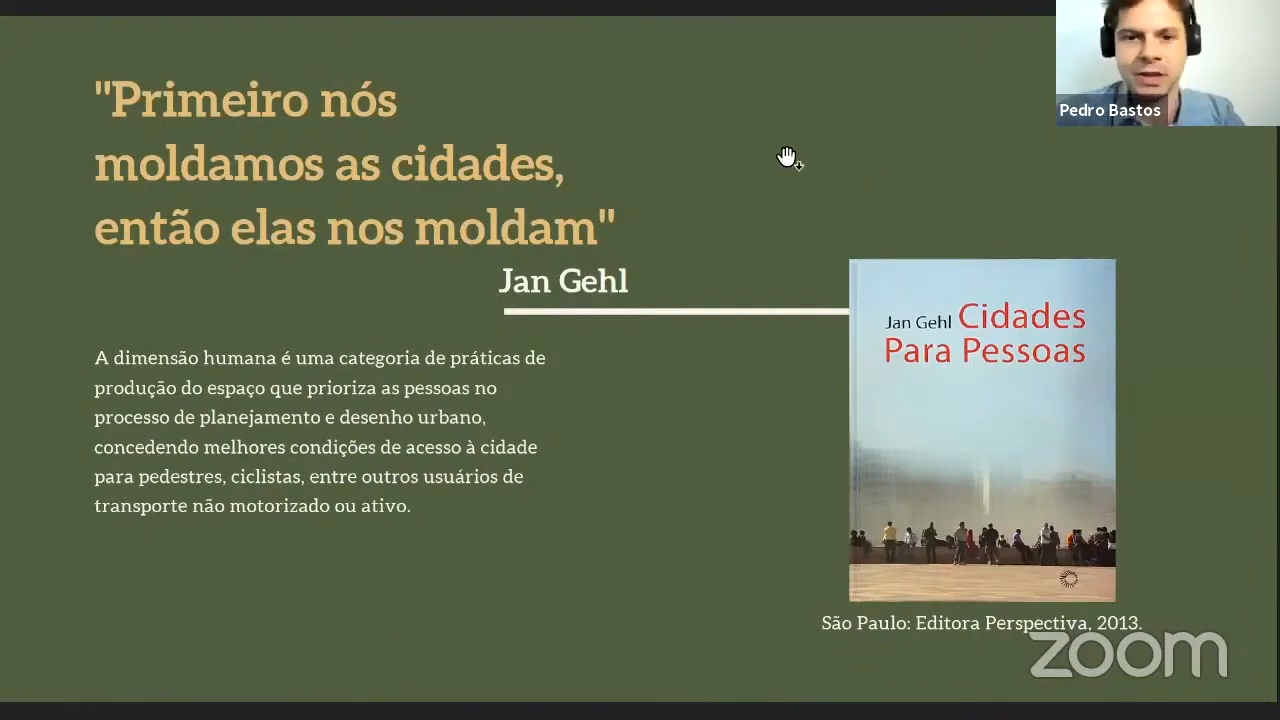 "Primeiro nós
moldamos as cidades,
então elas nos moldam"
Jan Gehl
A dimensão humana é uma categoria de práticas de
produção do espaço que prioriza as pessoas no
processo de planejamento e desenho urbano,
concedendo melhores condições de acesso à cidade
para pedestres, ciclistas, entre outros usuários de
transporte não motorizado ou ativo.
Pedro Bastos
Jan Gehl Cidades
Para Pessoas
São Paulo: Editora Perspectiva, 2013.
zoom